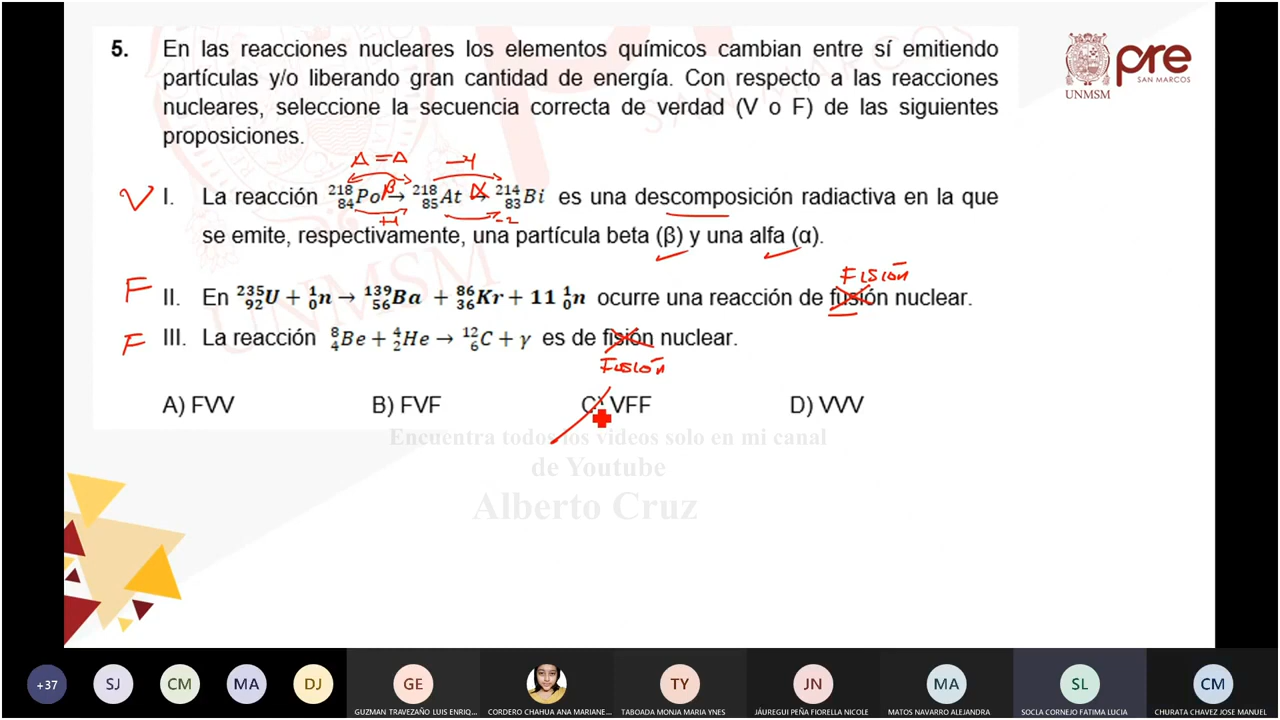 5. En las reacciones nucleares los elementos químicos cambian entre sí emitiendo
partículas y/o liberando gran cantidad de energía. Con respecto a las reacciones
nucleares, seleccione la secuencia correcta de verdad (V o F) de las siguientes
proposiciones.
pre
SAN MARCOS
UNMSM
A = A
-4
β
α
V I. La reacción ²¹⁸₈₄Po → ²¹⁸₈₅At → ²¹⁴₈₃Bi es una descomposición radiactiva en la que
+1
-2
se emite, respectivamente, una partícula beta (β) y una alfa (α).
Fisión
F II. En ²³⁵₉₂U + ¹₀n → ¹³⁹₅₆Ba + ⁸⁶₃₆Kr + 11 ¹₀n ocurre una reacción de fusión nuclear.
F III. La reacción ⁸₄Be + ⁴₂He → ¹²₆C + γ es de fisión nuclear.
Fusión
A) FVV B) FVF C) VFF D) VVV
Encuentra todos los videos solo en mi canal
de Youtube
Alberto Cruz
+37 SJ CM MA DJ GE TY JN MA SL CM
GUZMAN TRAVEZAÑO LUIS ENRIQ... CORDERO CHAHUA ANA MARIANE... TABOADA MONJA MARIA YNES JÁUREGUI PEÑA FIORELLA NICOLE MATOS NAVARRO ALEJANDRA SOCLA CORNEJO FATIMA LUCIA CHURATA CHAVEZ JOSE MANUEL